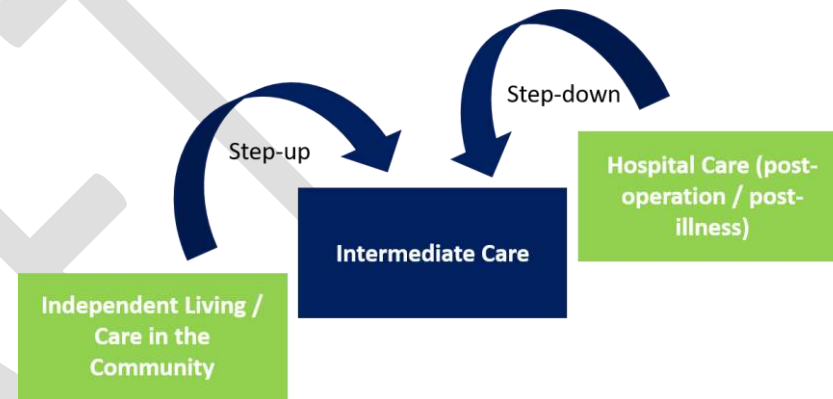 Step-down
Step-up
Hospital Care (post-
operation / post-
illness)
Intermediate Care
Independent Living /
Care in the
Community